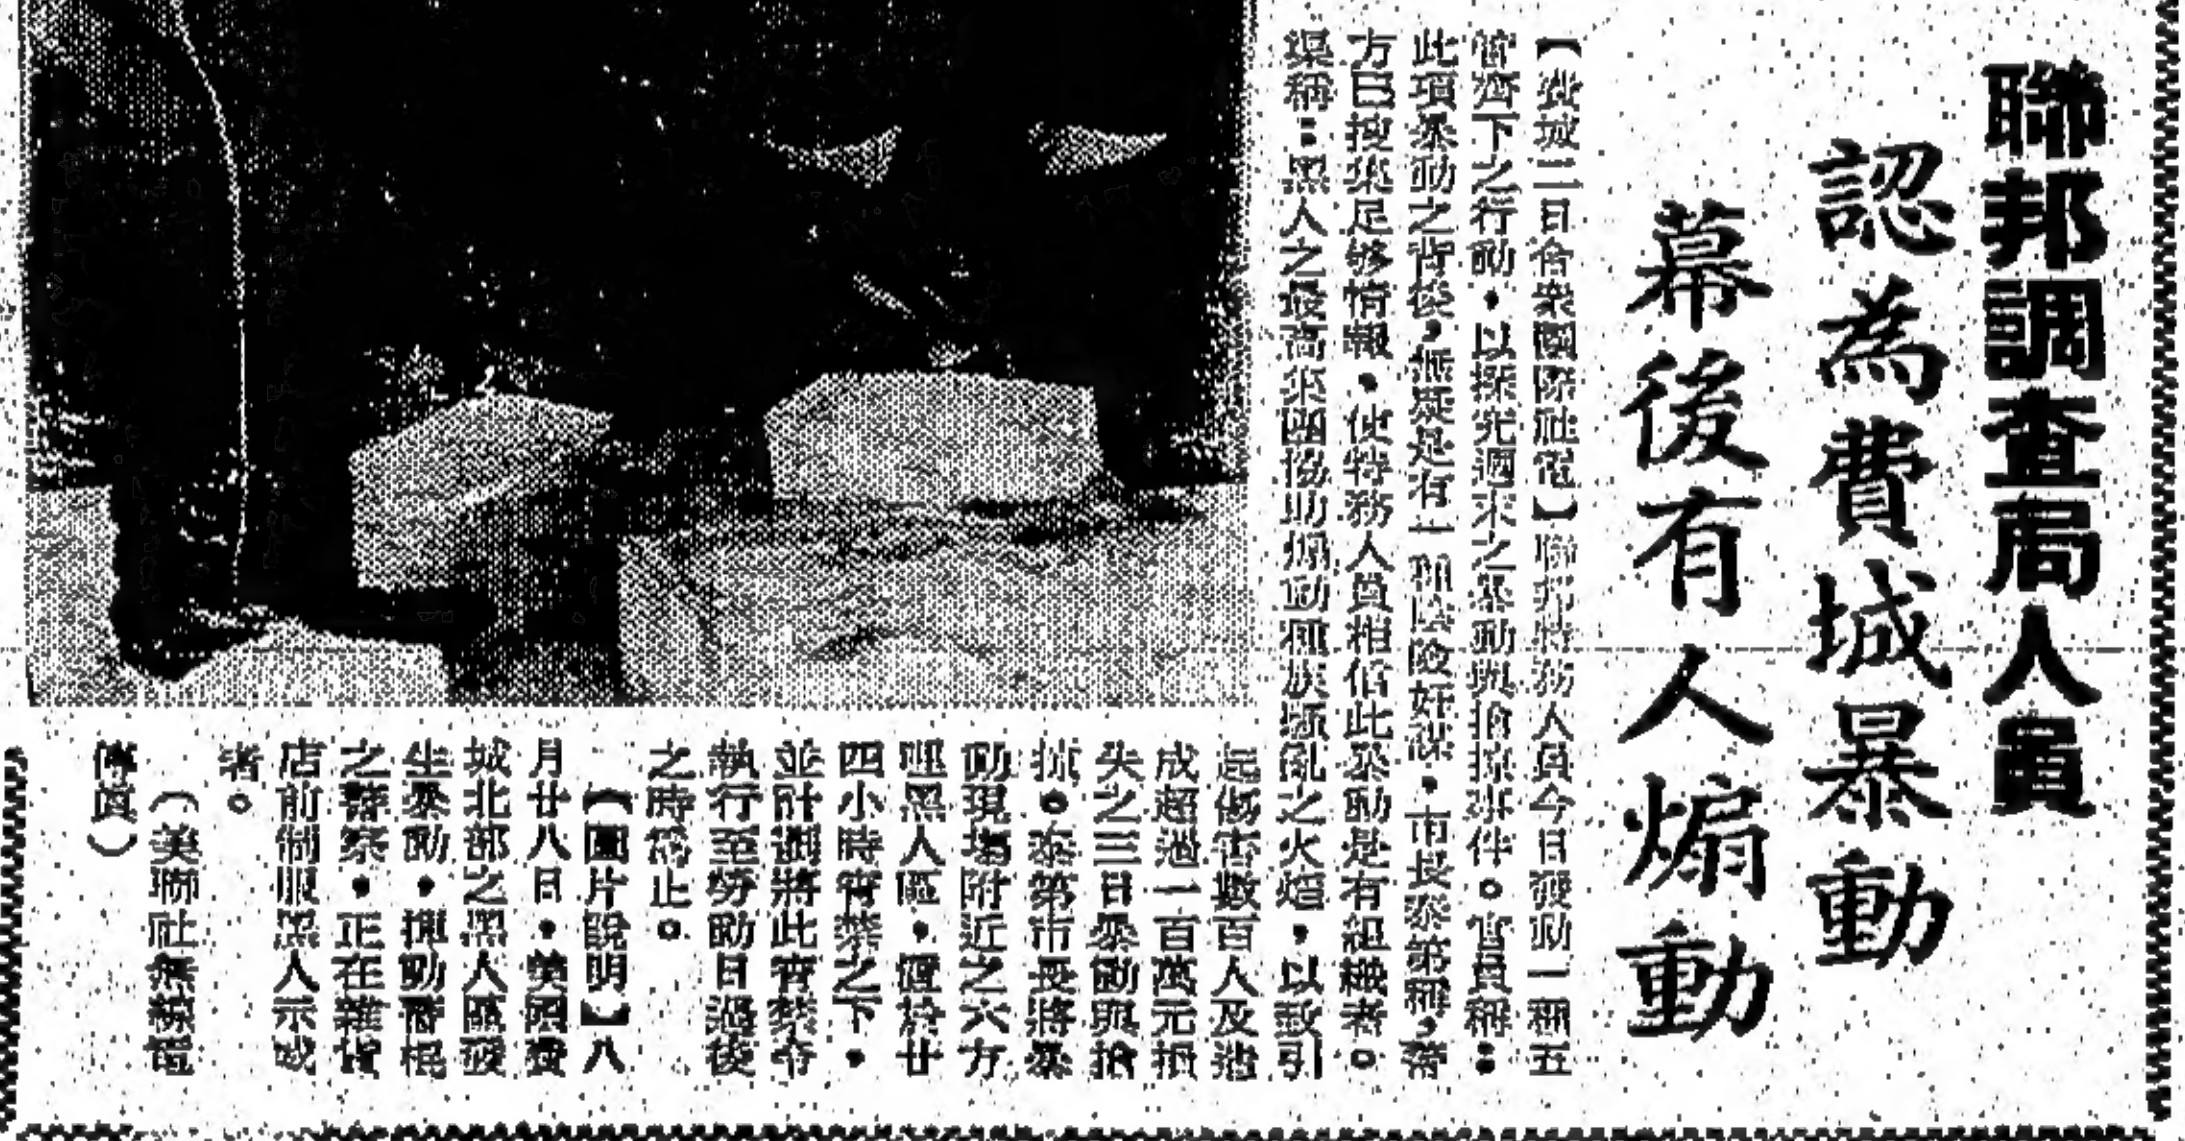 聯邦調查局人員
認為費城暴動
幕後有人煽動
【費城二日合衆國際社電】聯邦特務人員今日發動一種五
管齊下之行動,以探究週末之暴動與搶掠事件。官員稱:
此項暴動之背後,無疑是有一種陰險奸謀,市長泰第稱,警
方已搜集足够情報,使特務人員相信此暴動是有組織者。
渠稱:黑人之最高集團協助煽動種族擾亂之火焰,以致引
起傷害數百人及造
成超過一百萬元損
失之三日暴動與搶
掠。泰第市長將暴
動現場附近之六方
哩黑人區,置於廿
四小時宵禁之下,
並計劃將此宵禁令
執行至勞動日過後
之時爲止。
【圖片說明】八
月廿八日,美國費
城北部之黑人區發
生暴動,揮動警棍
之警察,正在雜貨
店前制服黑人示威
者。
(美聯社無綫電
傳眞)